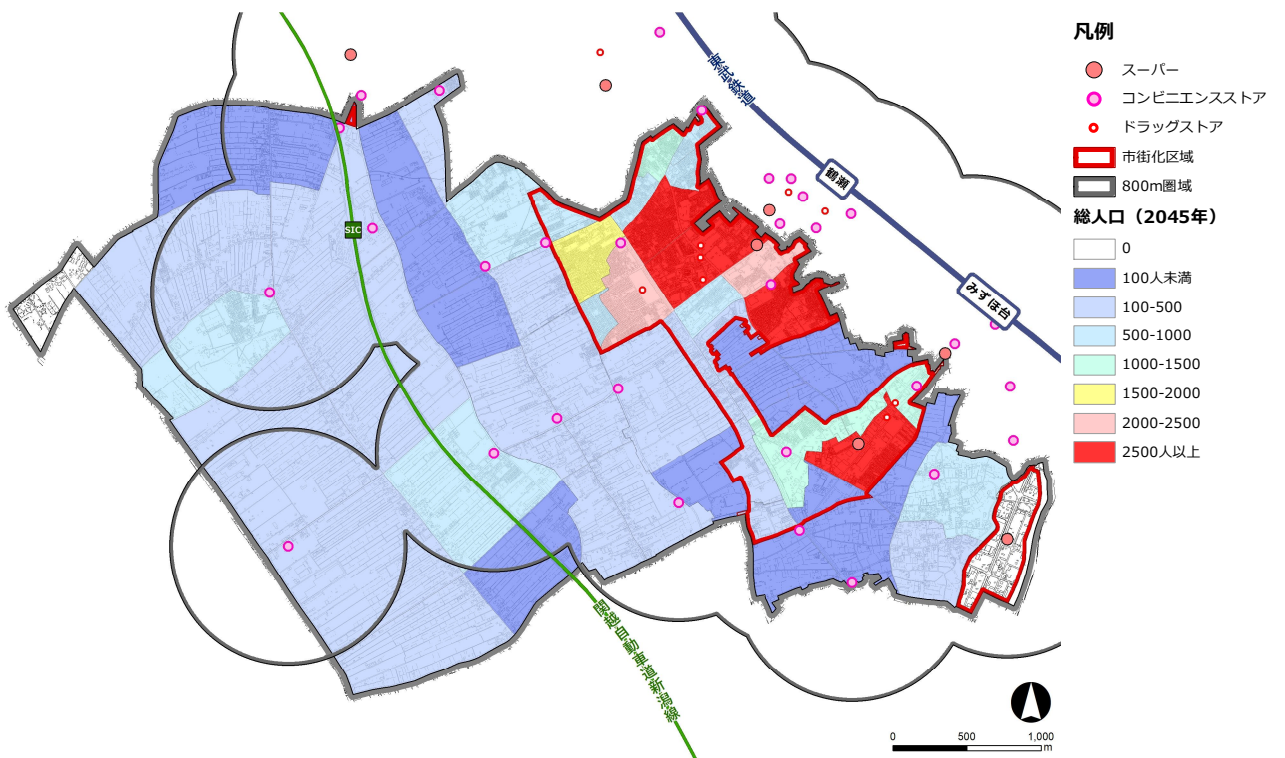 凡例
スーパー
コンビニエンスストア
ドラッグストア
市街化区域
800m圏域
総人口（2045年）
0
100人未満
100-500
500-1000
1000-1500
1500-2000
2000-2500
2500人以上
東武鉄道
鶴瀬
みずほ台
SIC
関越自動車道新潟線
0 500 1,000
m